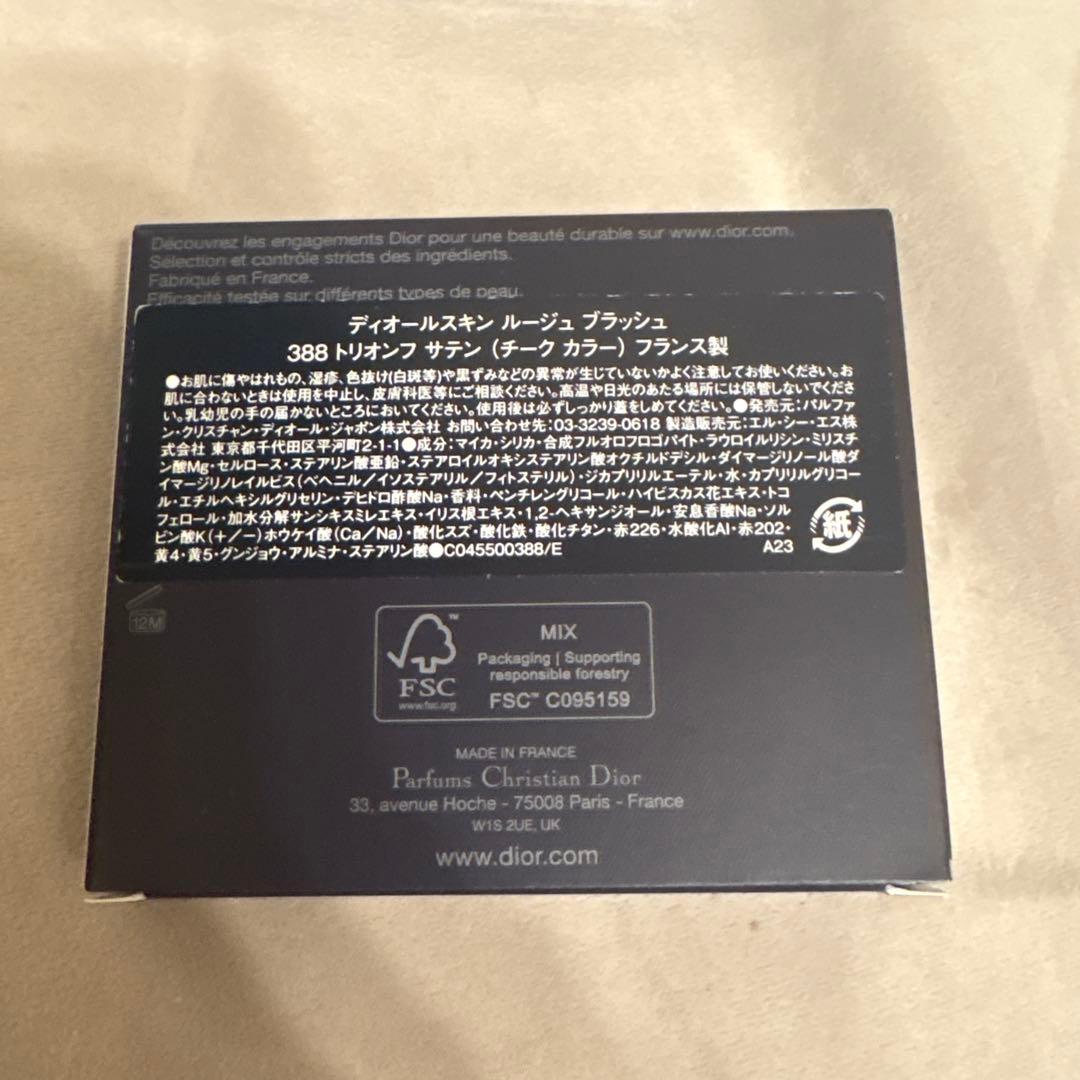 Découvrez les engagements Dior pour une beauté durable sur www.dior.com.
Sélection et contrôle stricts des ingrédients.
Fabriqué en France.
Efficacité testée sur différents types de peau.
ディオールスキン ルージュ ブラッシュ
388 トリオンフ サテン（チーク カラー）フランス製
●お肌に傷やはれもの、湿疹、色抜け(白斑等)や黒ずみなどの異常が生じていないかよく注意してお使いください。お
肌に合わないときは使用を中止し、皮膚科医等にご相談ください。高温や日光のあたる場所には保管しないでくださ
い。乳幼児の手の届かないところにおいてください。使用後は必ずしっかり蓋をしめてください。●発売元：パルファ
ン・クリスチャン・ディオール・ジャポン株式会社 お問い合わせ先：03-3239-0618 製造販売元：エル・シー・エス株
式会社 東京都千代田区平河町2-1-1●成分：マイカ・シリカ・合成フルオロフロゴパイト・ラウロイルリシン・ミリスチ
ン酸Mg・セルロース・ステアリン酸亜鉛・ステアロイルオキシステアリン酸オクチルドデシル・ダイマージリノール酸ダ
イマージリノレイルビス(ベヘニル／イソステアリル／フィトステリル)・ジカプリリルエーテル・水・カプリリルグリコー
ル・エチルヘキシルグリセリン・デヒドロ酢酸Na・香料・ペンチレングリコール・ハイビスカス花エキス・トコ
フェロール・加水分解サンシキスミレエキス・イリス根エキス・1,2-ヘキサンジオール・安息香酸Na・ソル
ビン酸K(＋/－)ホウケイ酸(Ca／Na)・酸化スズ・酸化鉄・酸化チタン・赤226・水酸化Al・赤202・
黄4・黄5・グンジョウ・アルミナ・ステアリン酸●C045500388/E
A23
紙
12M
FSC™
www.fsc.org
MIX
Packaging | Supporting
responsible forestry
FSC™ C095159
MADE IN FRANCE
Parfums Christian Dior
33, avenue Hoche - 75008 Paris - France
W1S 2UE, UK
www.dior.com